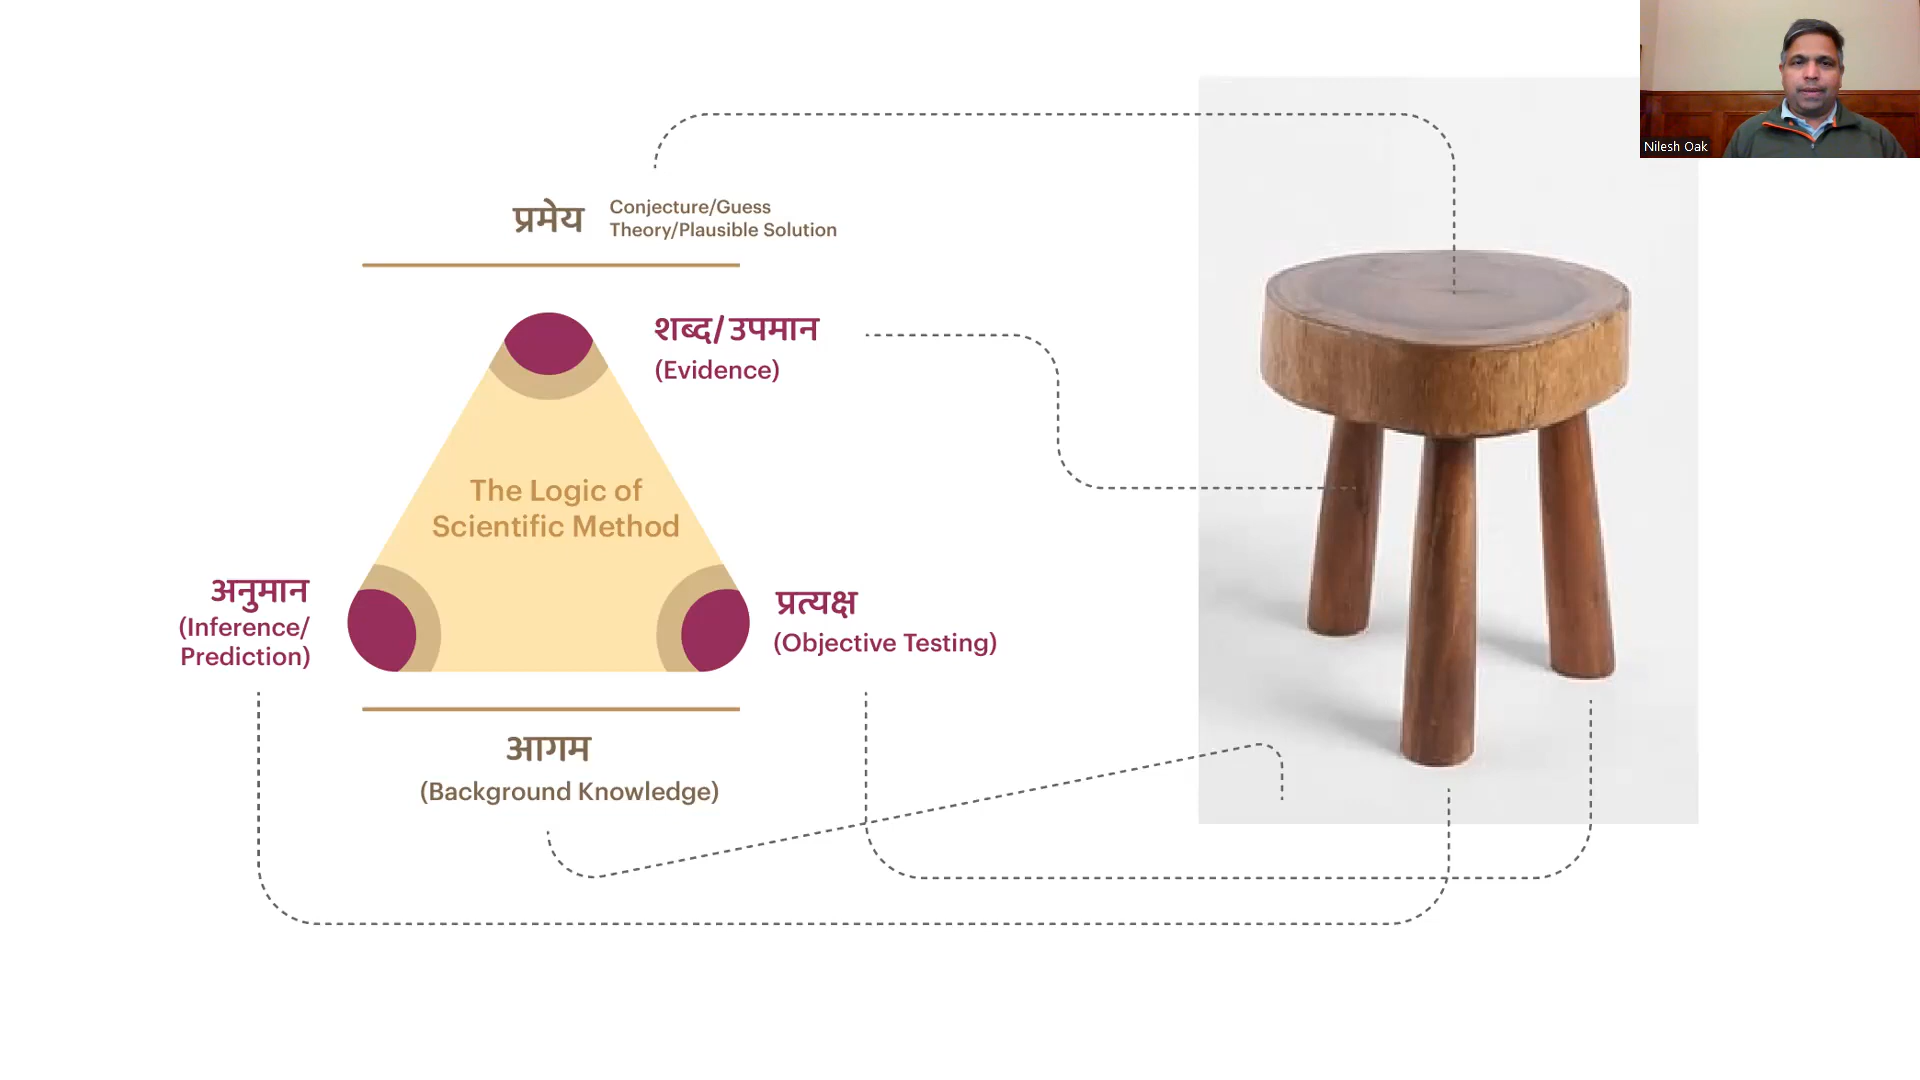 Nilesh Oak
प्रमेय
Conjecture/Guess
Theory/Plausible Solution
शब्द/उपमान
(Evidence)
The Logic of
Scientific Method
अनुमान
(Inference/
Prediction)
प्रत्यक्ष
(Objective Testing)
आगम
(Background Knowledge)